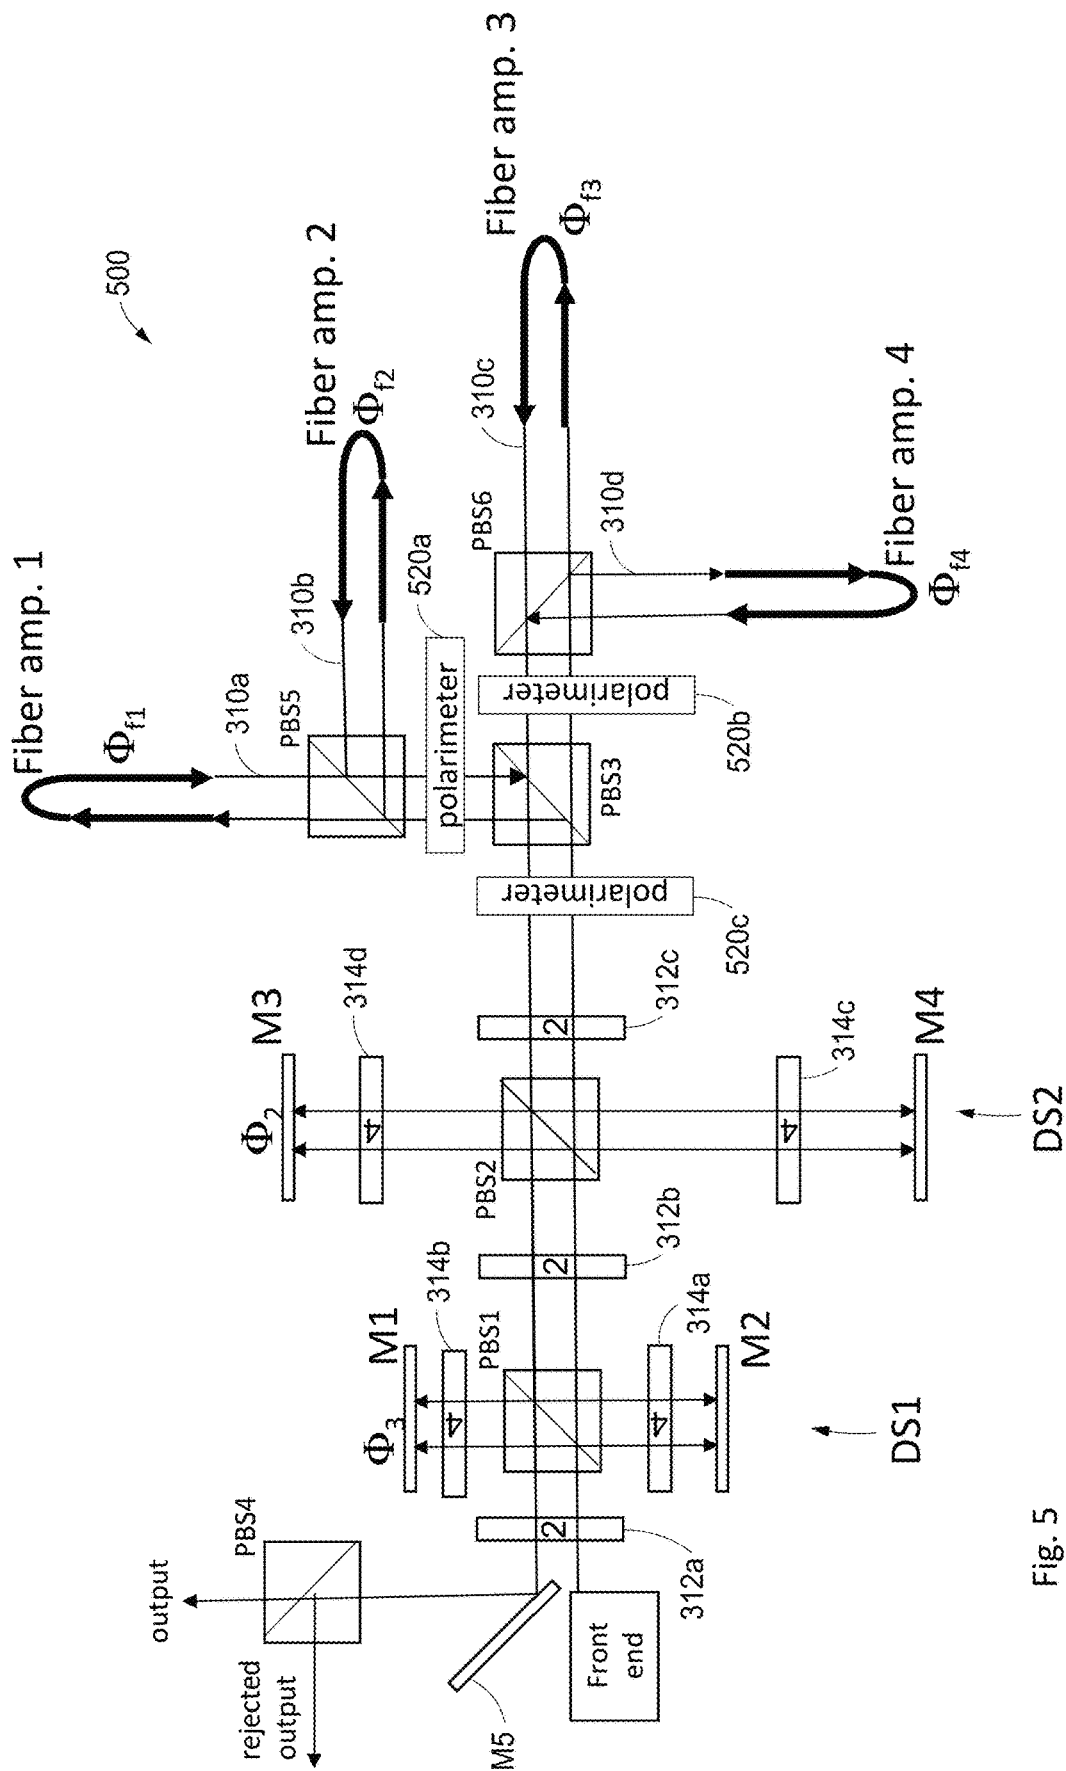 500
Fiber amp. 1
Φf1
310a
Fiber amp. 2
Φf2
310b
PBS5
polarimeter
520a
Fiber amp. 3
Φf3
310c
PBS6
310d
Fiber amp. 4
Φf4
polarimeter
520b
PBS3
polarimeter
520c
M3
Φ2
314d
4
PBS2
2
312c
4
314c
M4
DS2
2
312b
M1
Φ3
314b
4
PBS1
4
314a
M2
DS1
2
312a
PBS4
output
rejected
output
M5
Front
end
Fig. 5